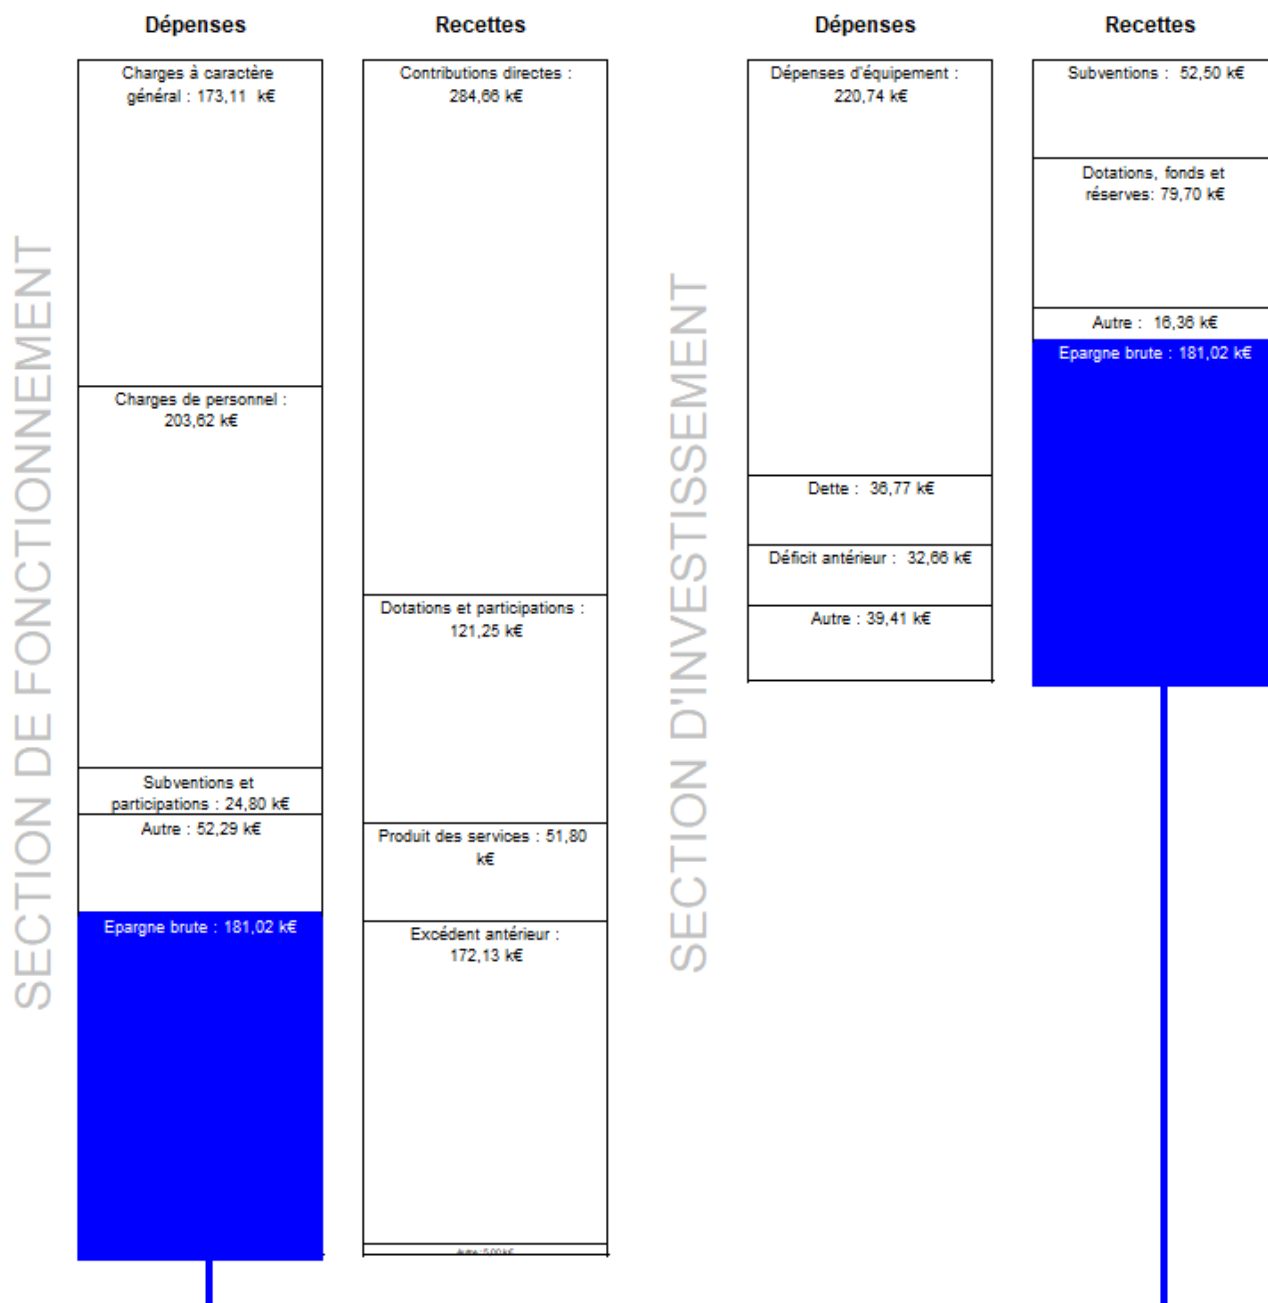 Dépenses
Recettes
Dépenses
Recettes
SECTION DE FONCTIONNEMENT
Charges à caractère
général : 173,11 k€
Charges de personnel :
203,62 k€
Subventions et
participations : 24,80 k€
Autre : 52,29 k€
Epargne brute : 181,02 k€
Contributions directes :
284,66 k€
Dotations et participations :
121,25 k€
Produit des services : 51,80
k€
Excédent antérieur :
172,13 k€
Autre : 5,00 k€
SECTION D'INVESTISSEMENT
Dépenses d'équipement :
220,74 k€
Dette : 36,77 k€
Déficit antérieur : 32,66 k€
Autre : 39,41 k€
Subventions : 52,50 k€
Dotations, fonds et
réserves: 79,70 k€
Autre : 16,36 k€
Epargne brute : 181,02 k€